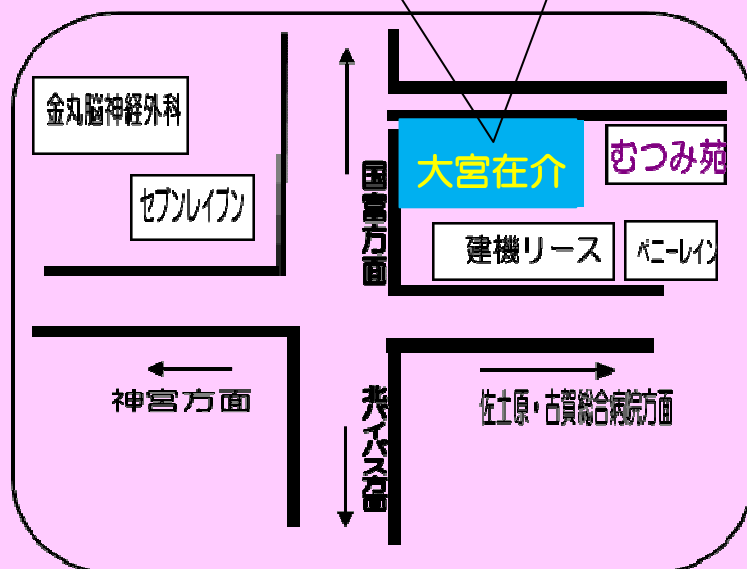 金丸脳神経外科
セブンレイブン
国富方面
大宮在介
むつみ苑
建機リース
ベニーレイン
神宮方面
北バイパス方面
佐土原・古賀総合病院方面